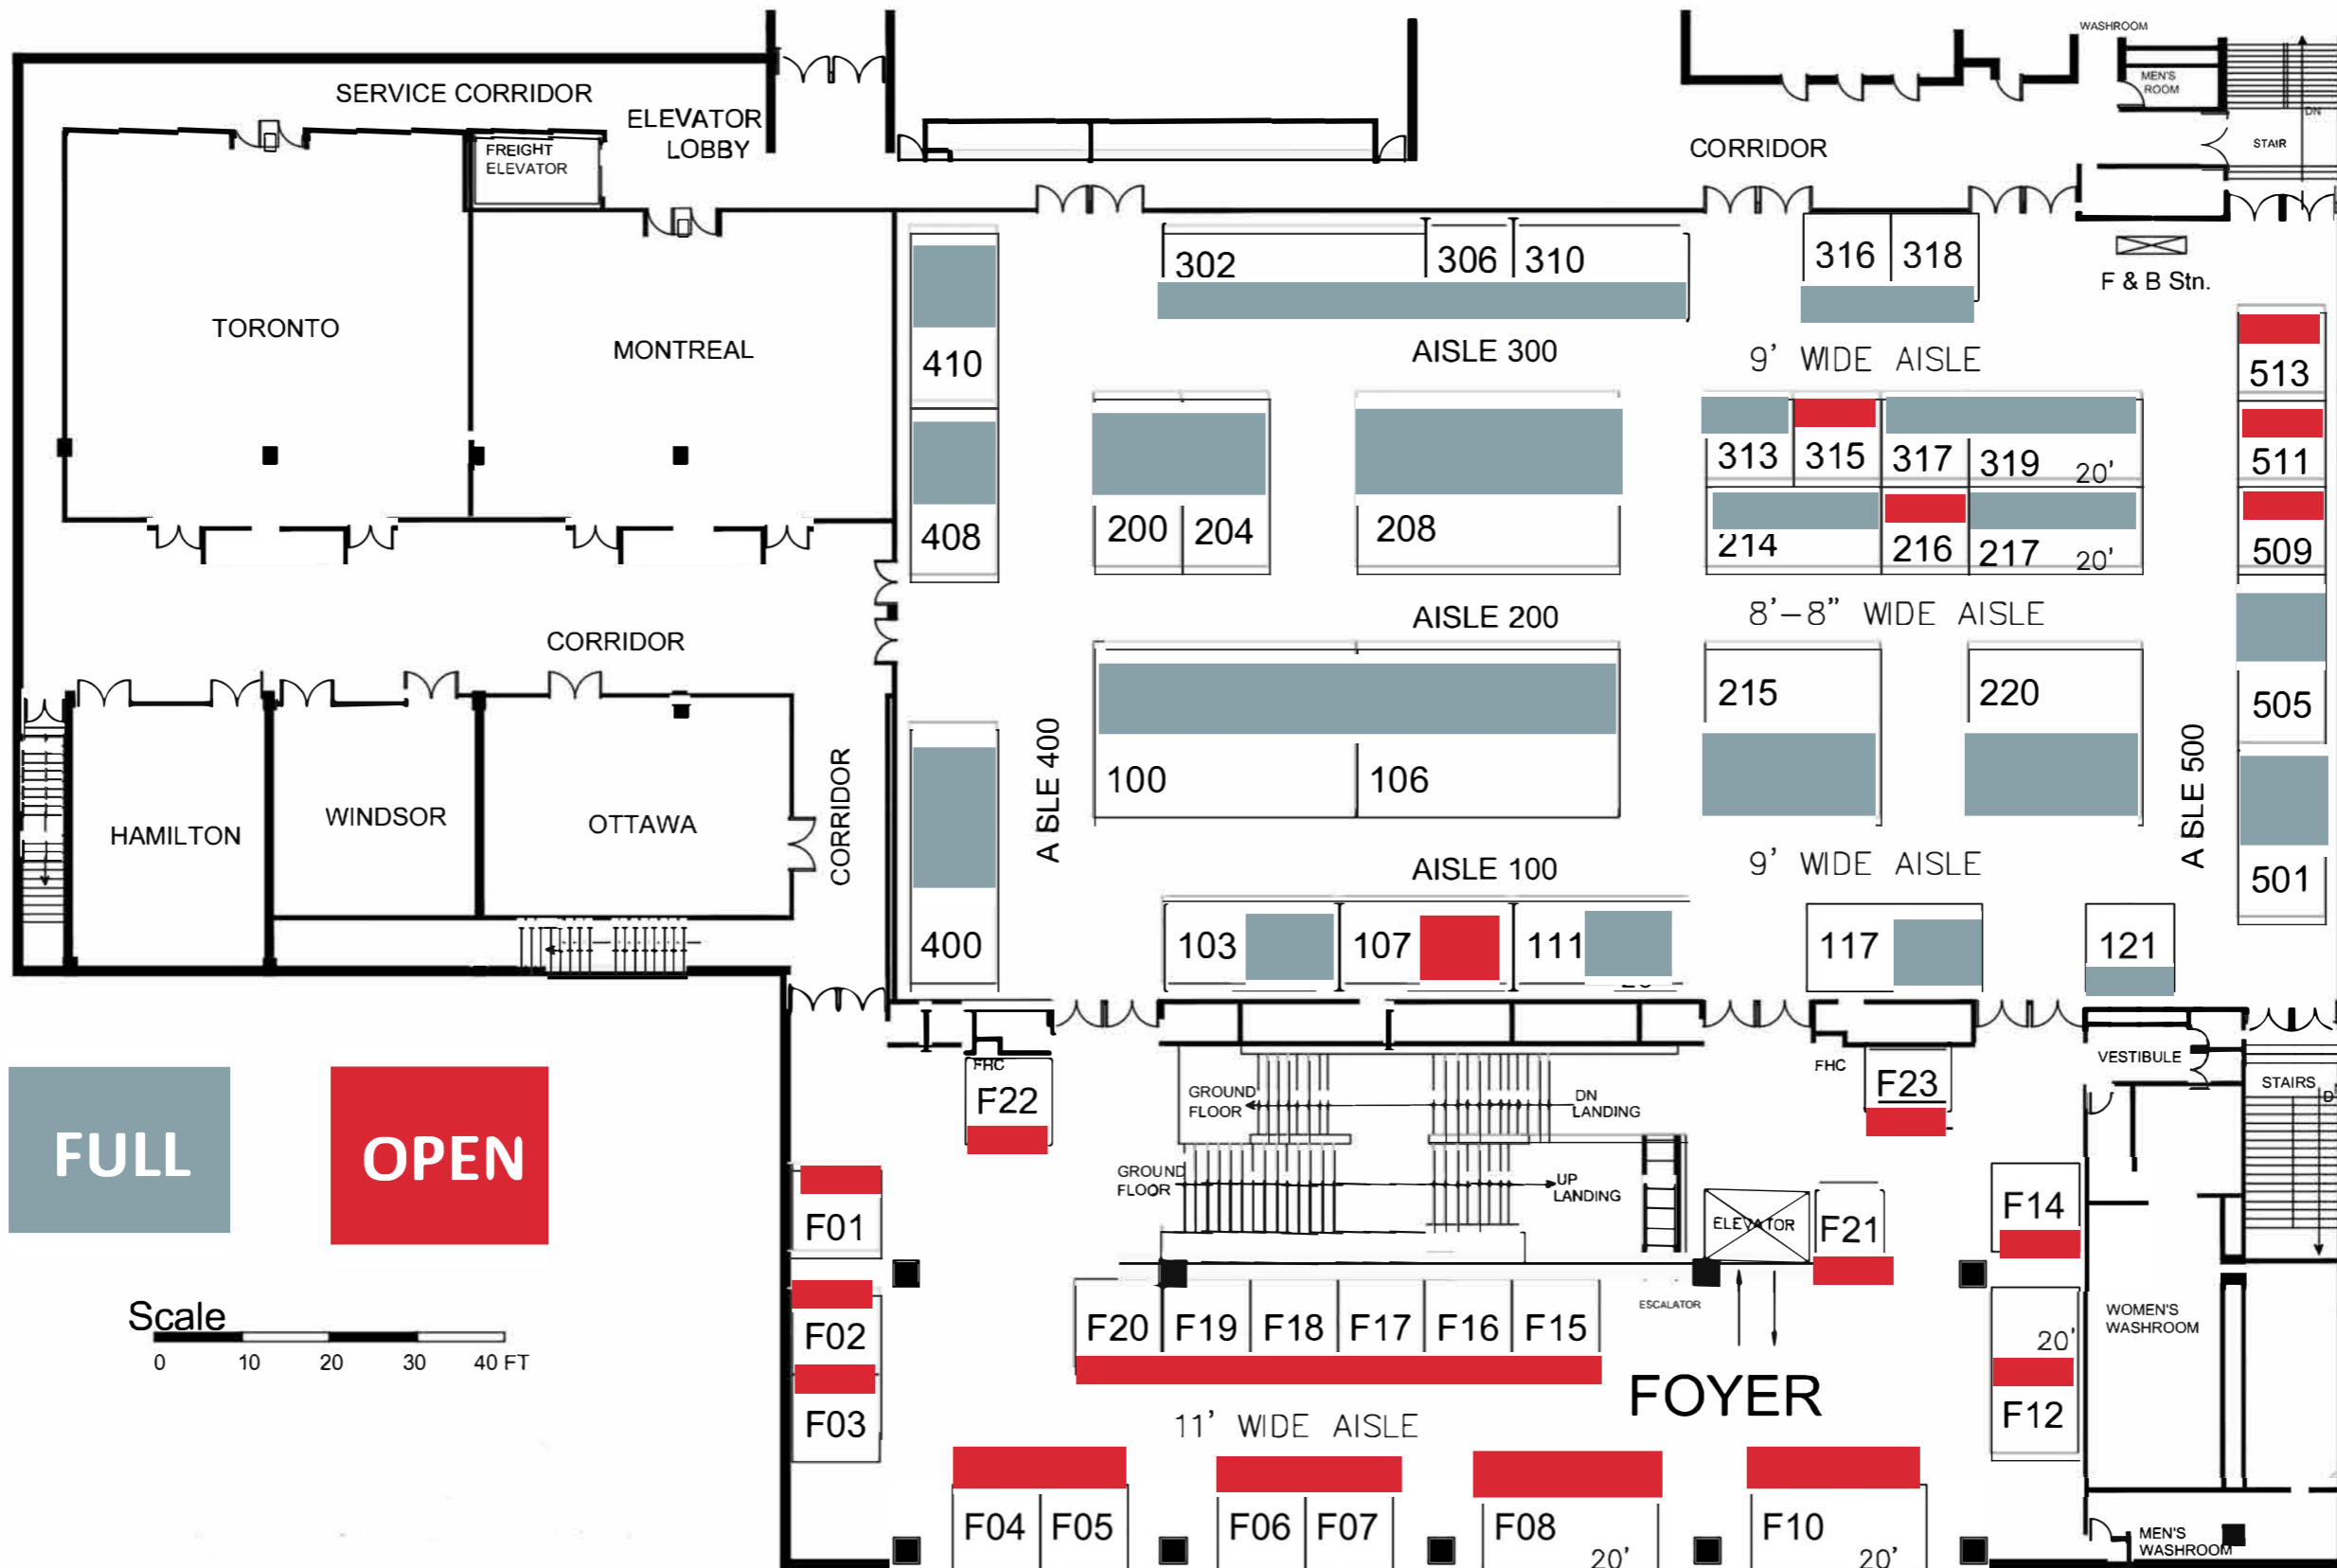 WASHROOM
MEN'S
ROOM
DN
STAIR
SERVICE CORRIDOR
ELEVATOR
LOBBY
FREIGHT
ELEVATOR
CORRIDOR
TORONTO
MONTREAL
410
408
302
306
310
316
318
F & B Stn.
AISLE 300
9' WIDE AISLE
513
511
509
505
501
313
315
317
319
20'
200
204
208
214
216
217
20'
AISLE 200
8'-8" WIDE AISLE
CORRIDOR
HAMILTON
WINDSOR
OTTAWA
CORRIDOR
400
A ISLE 400
100
106
215
220
A ISLE 500
AISLE 100
9' WIDE AISLE
103
107
111
117
121
FULL
OPEN
Scale
0
10
20
30
40 FT
FHC
F22
GROUND
FLOOR
DN
LANDING
GROUND
FLOOR
UP
LANDING
FHC
F23
VESTIBULE
STAIRS
D
ELEVATOR
F21
F14
ESCALATOR
F01
F02
F03
F20
F19
F18
F17
F16
F15
FOYER
20'
F12
WOMEN'S
WASHROOM
11' WIDE AISLE
F04
F05
F06
F07
F08
20'
F10
20'
MEN'S
WASHROOM